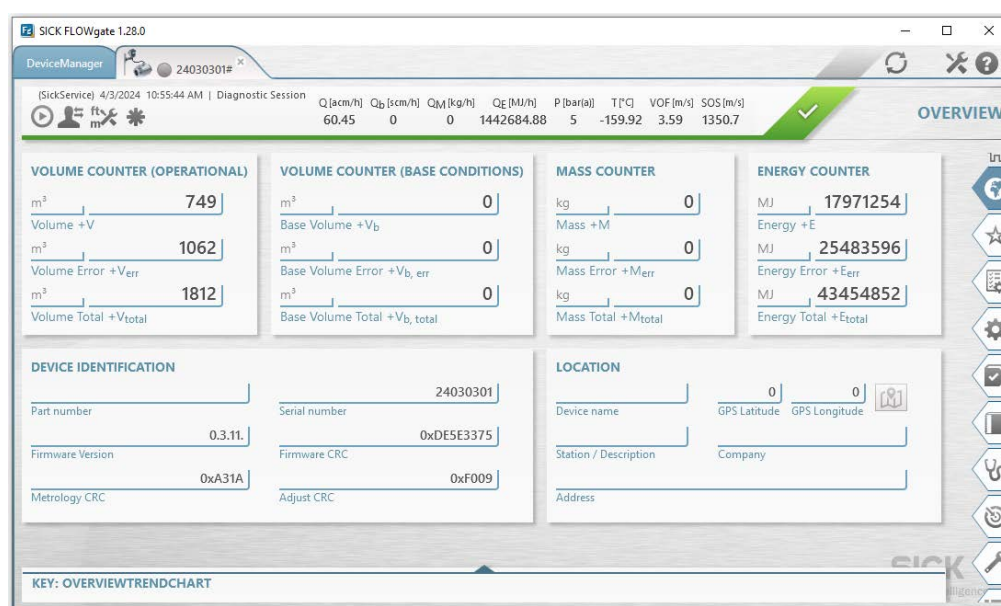 SICK FLOWgate 1.28.0
DeviceManager
24030301#
(SickService) 4/3/2024 10:55:44 AM | Diagnostic Session
Q [acm/h] Qb [scm/h] QM [kg/h] QE [MJ/h] P [bar(a)] T [°C] VOF [m/s] SOS [m/s]
60.45 0 0 1442684.88 5 -159.92 3.59 1350.7
ft
m
OVERVIEW
VOLUME COUNTER (OPERATIONAL)
m³ 749
Volume +V
m³ 1062
Volume Error +Verr
m³ 1812
Volume Total +Vtotal
VOLUME COUNTER (BASE CONDITIONS)
m³ 0
Base Volume +Vb
m³ 0
Base Volume Error +Vb, err
m³ 0
Base Volume Total +Vb, total
MASS COUNTER
kg 0
Mass +M
kg 0
Mass Error +Merr
kg 0
Mass Total +Mtotal
ENERGY COUNTER
MJ 17971254
Energy +E
MJ 25483596
Energy Error +Eerr
MJ 43454852
Energy Total +Etotal
DEVICE IDENTIFICATION
Part number
24030301
Serial number
0.3.11.
Firmware Version
0xDE5E3375
Firmware CRC
0xA31A
Metrology CRC
0xF009
Adjust CRC
LOCATION
Device name
0 0
GPS Latitude GPS Longitude
Station / Description
Company
Address
SICK
KEY: OVERVIEWTRENDCHART